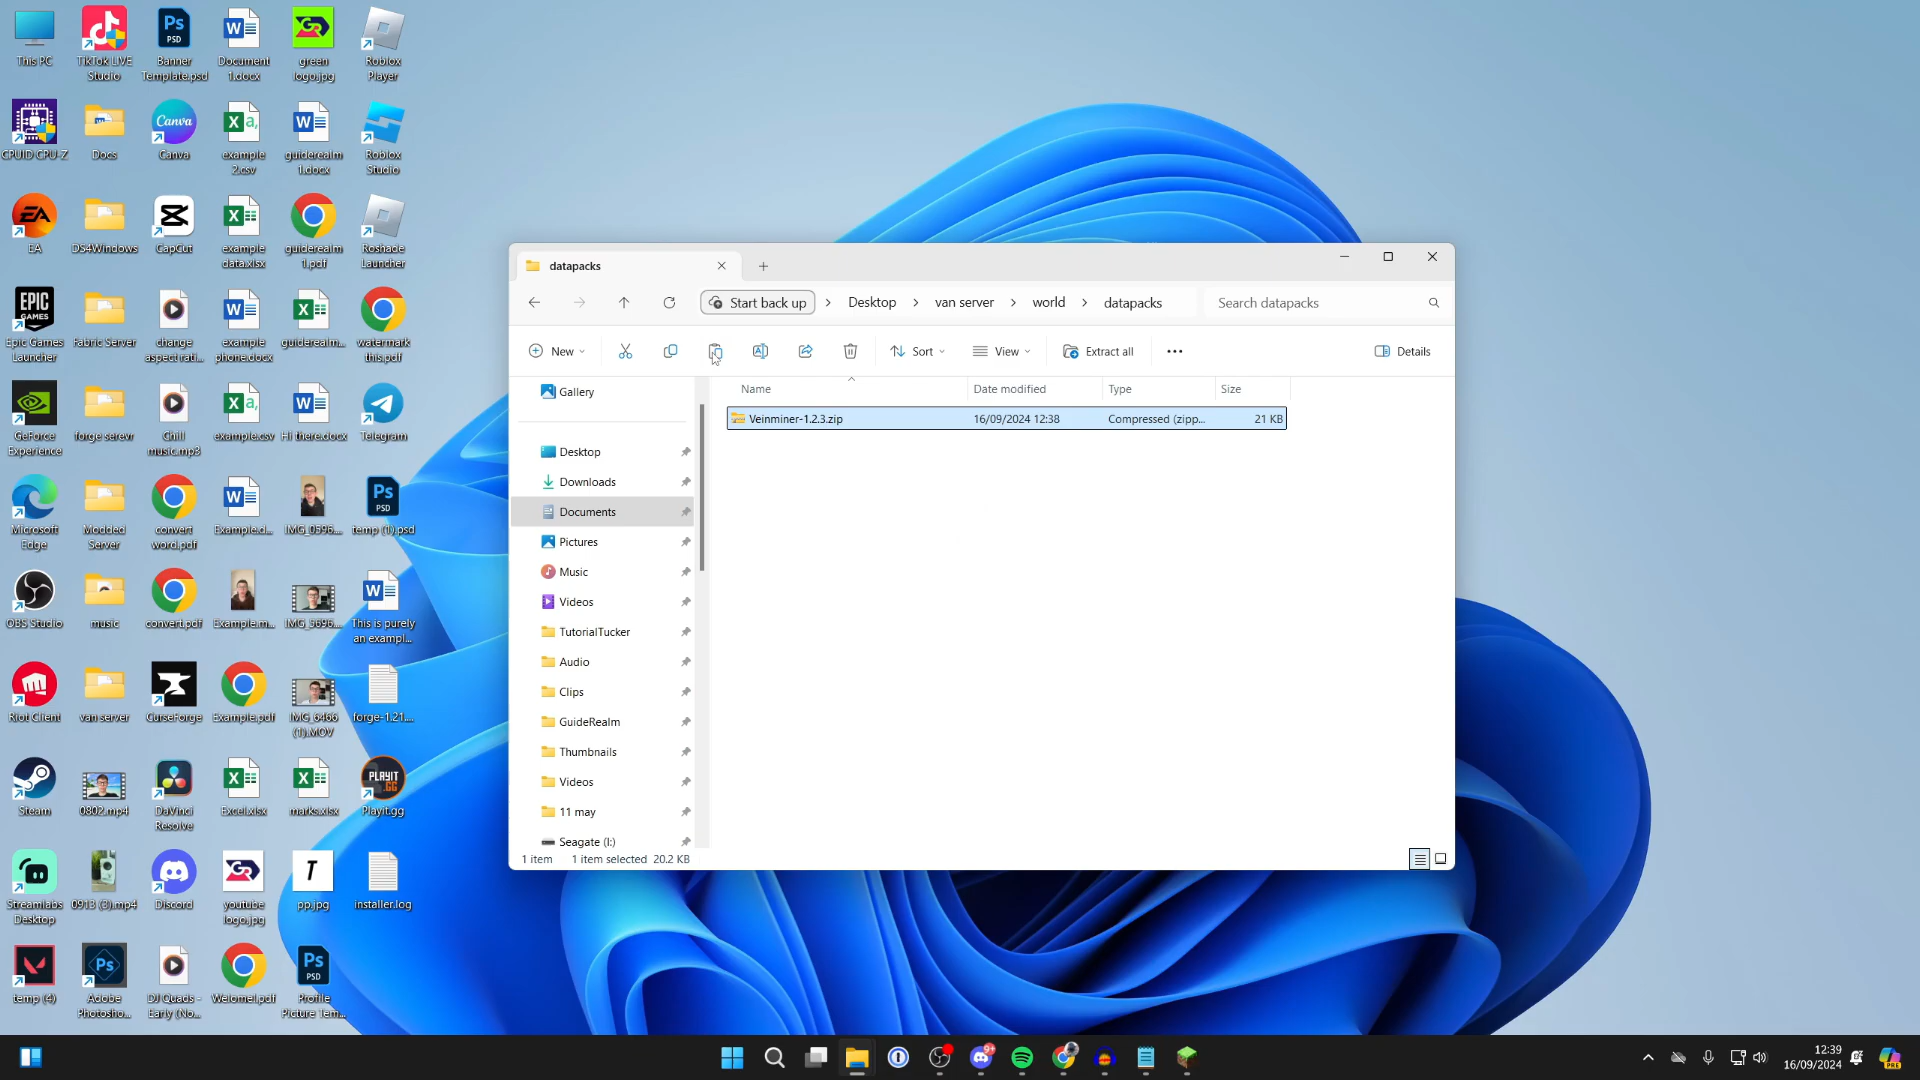 This PC
TikTok LIVE
Studio
Banner
Template.psd
Document
1.docx
green
logo.jpg
Roblox
Player
CPUID CPU-Z
Docs
Canva
example
2.csv
guiderealm
1.docx
Roblox
Studio
EA
DS4Windows
CapCut
example
data.xlsx
guiderealm
1.pdf
Roshade
Launcher
Epic Games
Launcher
Fabric Server
change
aspect rati...
example
phone.docx
guiderealm...
watermark
this.pdf
GeForce
Experience
forge serevr
Chill
music.mp3
example.csv
Hi there.docx
Telegram
Microsoft
Edge
Modded
Server
convert
word.pdf
Example.d...
IMG_0596....
temp (1).psd
OBS Studio
music
convert.pdf
Example.m...
IMG_5696....
This is purely
an exampl...
Riot Client
van server
CurseForge
Example.pdf
IMG_6466
(1).MOV
forge-1.21....
Steam
0802.mp4
DaVinci
Resolve
Excel.xlsx
marks.xlsx
Playit.gg
Streamlabs
Desktop
0913 (3).mp4
Discord
youtube
logo.jpg
pp.jpg
installer.log
temp (4)
Adobe
Photosho...
DJ Quads -
Early (No...
Welome!.pdf
Profile
Picture Tem...
datapacks
Start back up
Desktop
van server
world
datapacks
Search datapacks
New
Sort
View
Extract all
Details
Name
Date modified
Type
Size
Veinminer-1.2.3.zip
16/09/2024 12:38
Compressed (zipp...
21 KB
Gallery
Desktop
Downloads
Documents
Pictures
Music
Videos
TutorialTucker
Audio
Clips
GuideRealm
Thumbnails
Videos
11 may
Seagate (I:)
1 item
1 item selected 20.2 KB
12:39
16/09/2024